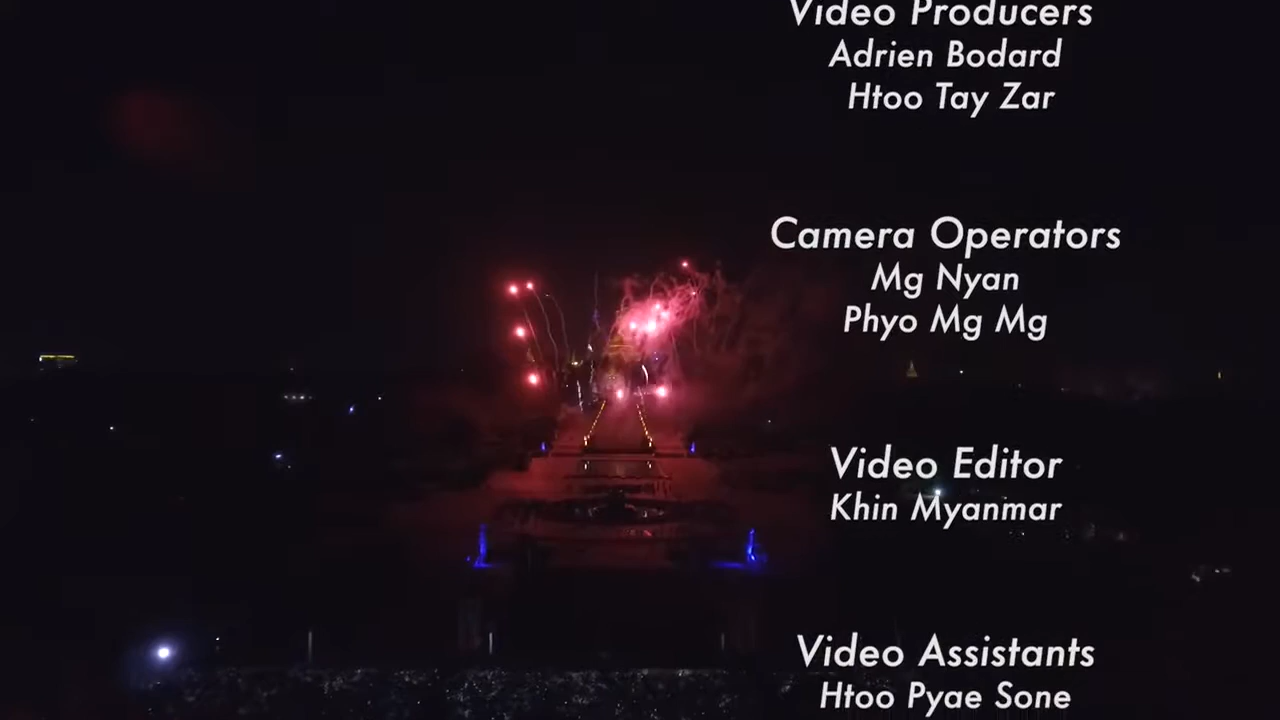 Video Producers
Adrien Bodard
Htoo Tay Zar
Camera Operators
Mg Nyan
Phyo Mg Mg
Video Editor
Khin Myanmar
Video Assistants
Htoo Pyae Sone